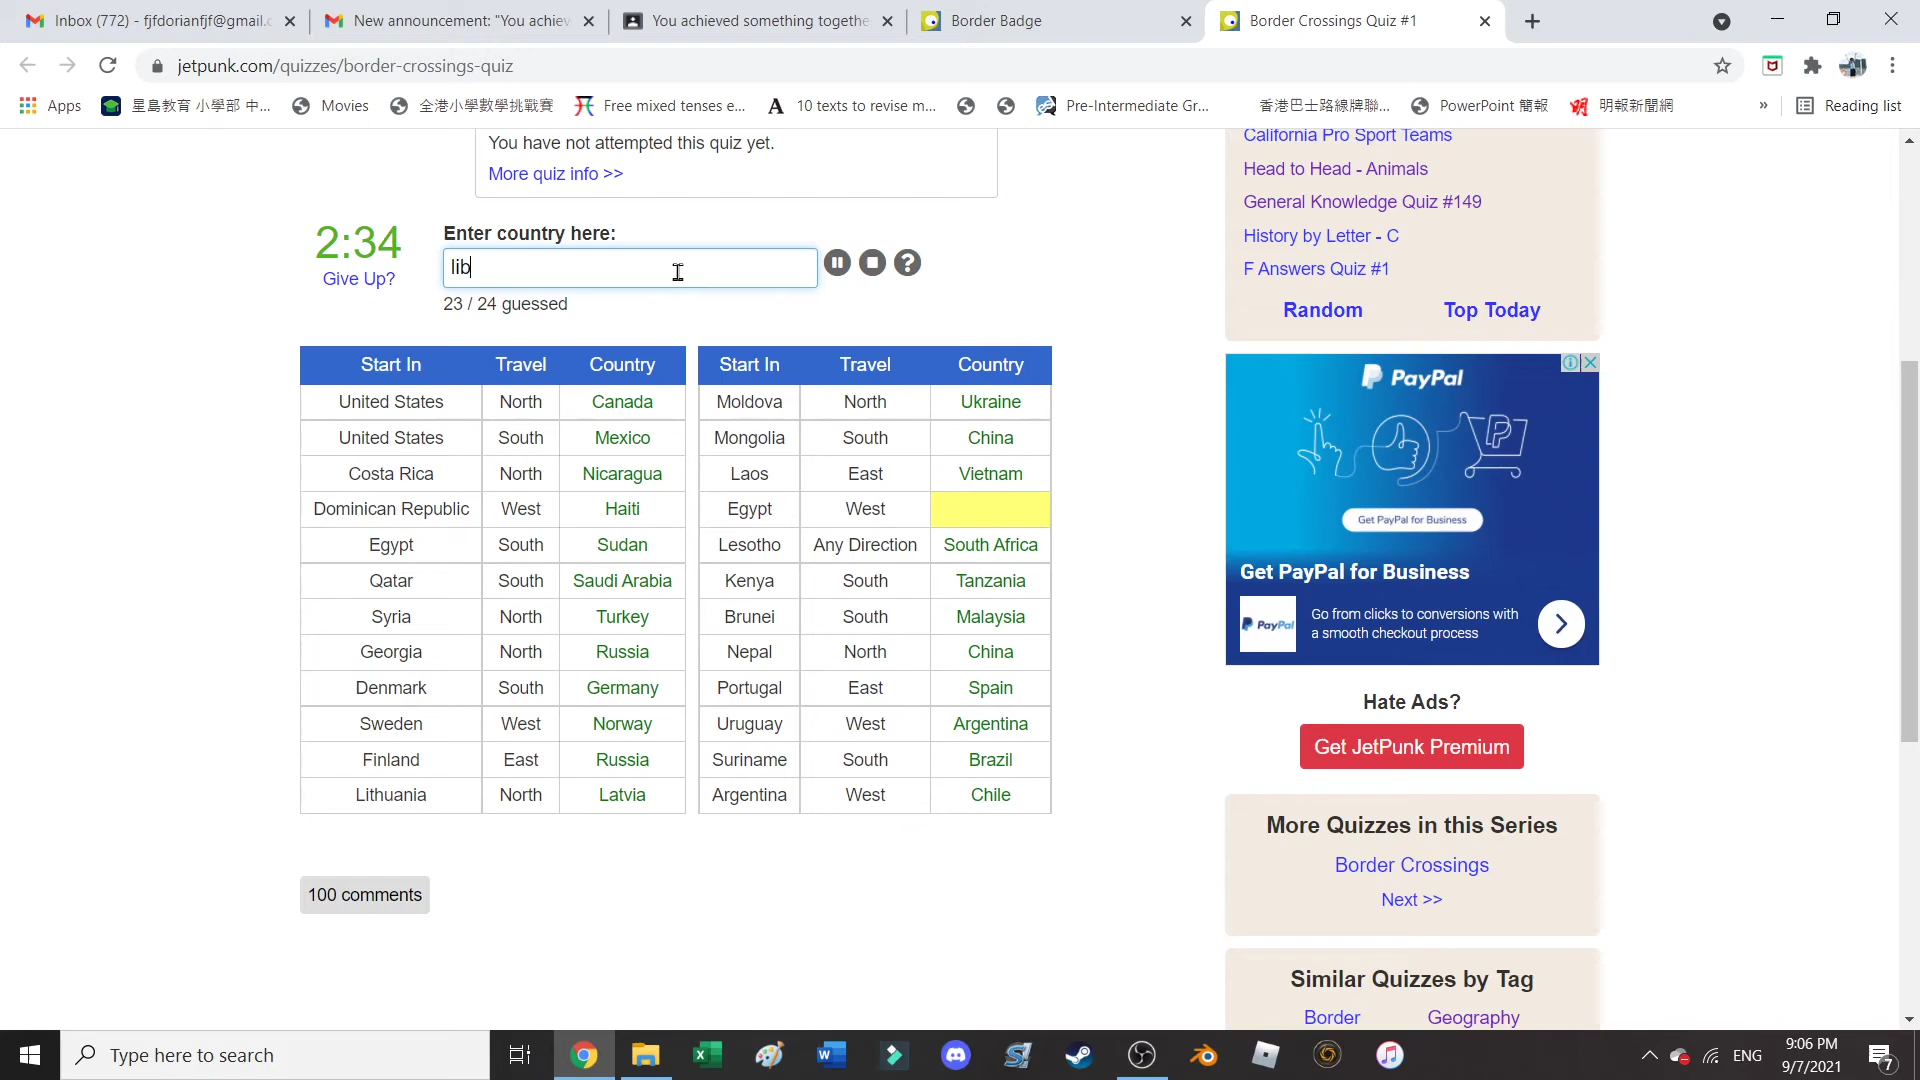 Inbox (772) - fjfdorianfjf@gmail.c
New announcement: "You achiev
You achieved something togethe
Border Badge
Border Crossings Quiz #1
jetpunk.com/quizzes/border-crossings-quiz
Apps
星島教育 小學部 中...
Movies
全港小學數學挑戰賽
Free mixed tenses e...
10 texts to revise m...
Pre-Intermediate Gr...
香港巴士路線牌聯...
PowerPoint 簡報
明報新聞網
»
Reading list
You have not attempted this quiz yet.
More quiz info >>
California Pro Sport Teams
Head to Head - Animals
General Knowledge Quiz #149
History by Letter - C
F Answers Quiz #1
Random Top Today
2:34
Give Up?
Enter country here:
lib
23 / 24 guessed
Start In Travel Country Start In Travel Country
United States North Canada Moldova North Ukraine
United States South Mexico Mongolia South China
Costa Rica North Nicaragua Laos East Vietnam
Dominican Republic West Haiti Egypt West
Egypt South Sudan Lesotho Any Direction South Africa
Qatar South Saudi Arabia Kenya South Tanzania
Syria North Turkey Brunei South Malaysia
Georgia North Russia Nepal North China
Denmark South Germany Portugal East Spain
Sweden West Norway Uruguay West Argentina
Finland East Russia Suriname South Brazil
Lithuania North Latvia Argentina West Chile
100 comments
PayPal
Get PayPal for Business
Get PayPal for Business
PayPal
Go from clicks to conversions with
a smooth checkout process
Hate Ads?
Get JetPunk Premium
More Quizzes in this Series
Border Crossings
Next >>
Similar Quizzes by Tag
Border Geography
Type here to search
ENG
9:06 PM
9/7/2021
7